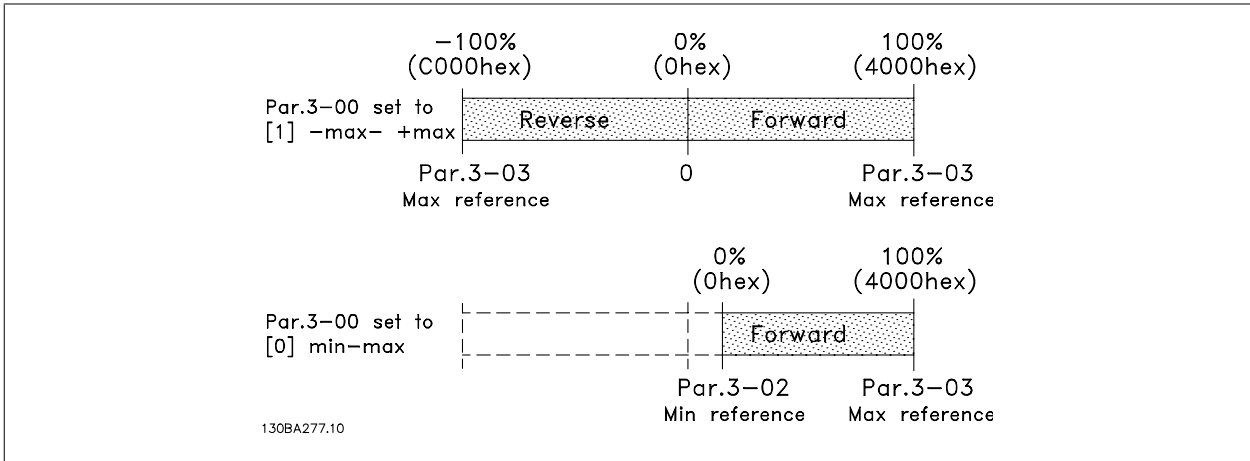 -100% 0% 100%
(C000hex) (0hex) (4000hex)
Par.3-00 set to
[1] -max- +max
Reverse Forward
Par.3-03 0 Par.3-03
Max reference Max reference
0% 100%
(0hex) (4000hex)
Par.3-00 set to
[0] min-max
Forward
Par.3-02 Par.3-03
Min reference Max reference
130BA277.10